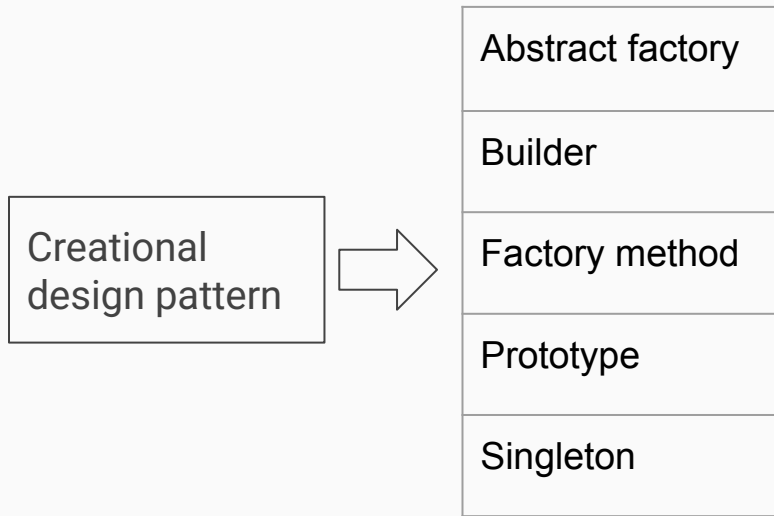 Creational
design pattern
Abstract factory
Builder
Factory method
Prototype
Singleton